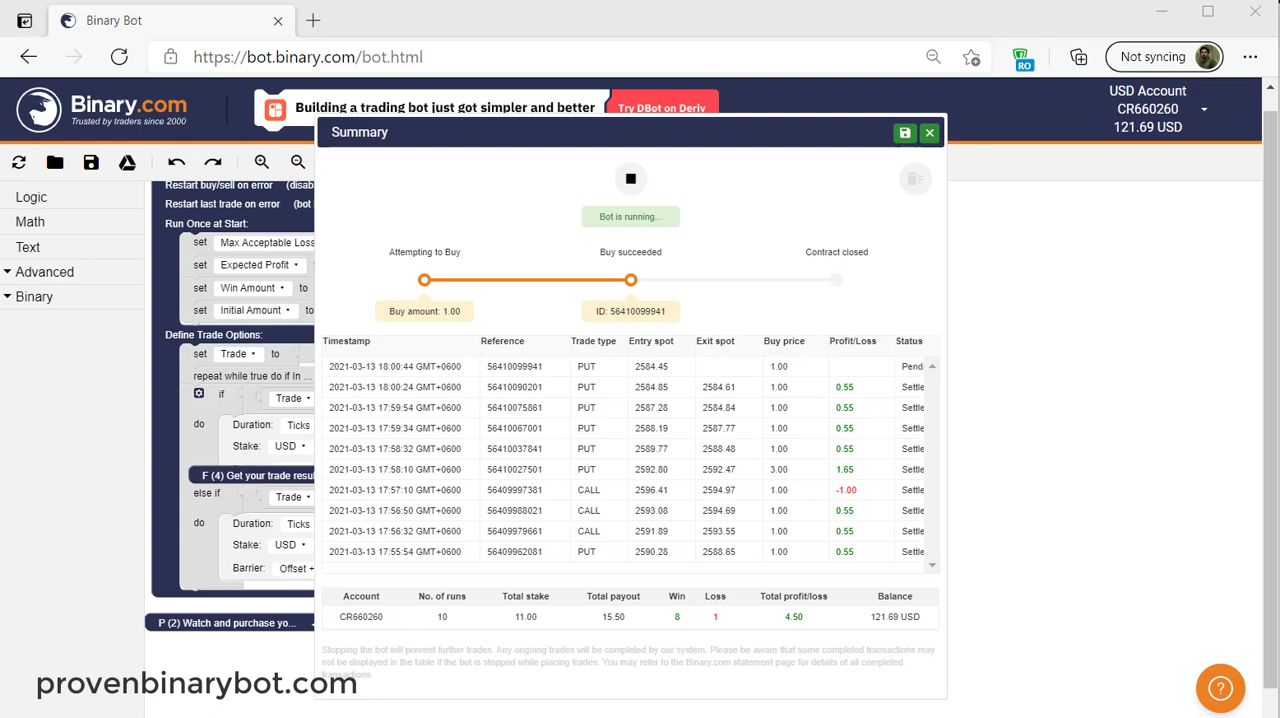 Binary Bot
https://bot.binary.com/bot.html
RO
Not syncing
Binary.com
Trusted by traders since 2000
Building a trading bot just got simpler and better
Try DBot on Deriv
USD Account
CR660260
121.69 USD
Summary
Logic
Math
Text
Advanced
Binary
Restart buy/sell on error (disab
Restart last trade on error (bot
Run Once at Start:
set Max Acceptable Loss
set Expected Profit
set Win Amount to
set Initial Amount to
Define Trade Options:
set Trade to
repeat while true do if In ...
if Trade
do Duration: Ticks
Stake: USD
F (4) Get your trade resul
else if Trade
do Duration: Ticks
Stake: USD
Barrier: Offset +
P (2) Watch and purchase yo...
Bot is running...
Attempting to Buy Buy succeeded Contract closed
Buy amount: 1.00 ID: 56410099941
Timestamp Reference Trade type Entry spot Exit spot Buy price Profit/Loss Status
2021-03-13 18:00:44 GMT+0600 56410099941 PUT 2584.45 1.00 Pend
2021-03-13 18:00:24 GMT+0600 56410090201 PUT 2584.85 2584.61 1.00 0.55 Settle
2021-03-13 17:59:54 GMT+0600 56410075861 PUT 2587.28 2584.84 1.00 0.55 Settle
2021-03-13 17:59:34 GMT+0600 56410067001 PUT 2588.19 2587.77 1.00 0.55 Settle
2021-03-13 17:58:32 GMT+0600 56410037841 PUT 2589.77 2588.48 1.00 0.55 Settle
2021-03-13 17:58:10 GMT+0600 56410027501 PUT 2592.80 2592.47 3.00 1.65 Settle
2021-03-13 17:57:10 GMT+0600 56409997381 CALL 2596.41 2594.97 1.00 -1.00 Settle
2021-03-13 17:56:50 GMT+0600 56409988021 CALL 2593.08 2594.69 1.00 0.55 Settle
2021-03-13 17:56:32 GMT+0600 56409979661 CALL 2591.89 2593.55 1.00 0.55 Settle
2021-03-13 17:55:54 GMT+0600 56409962081 PUT 2590.28 2588.65 1.00 0.55 Settle
Account No. of runs Total stake Total payout Win Loss Total profit/loss Balance
CR660260 10 11.00 15.50 8 1 4.50 121.69 USD
Stopping the bot will prevent further trades. Any ongoing trades will be completed by our system. Please be aware that some completed transactions may
not be displayed in the table if the bot is stopped while placing trades. You may refer to the Binary.com statement page for details of all completed
transactions.
provenbinarybot.com